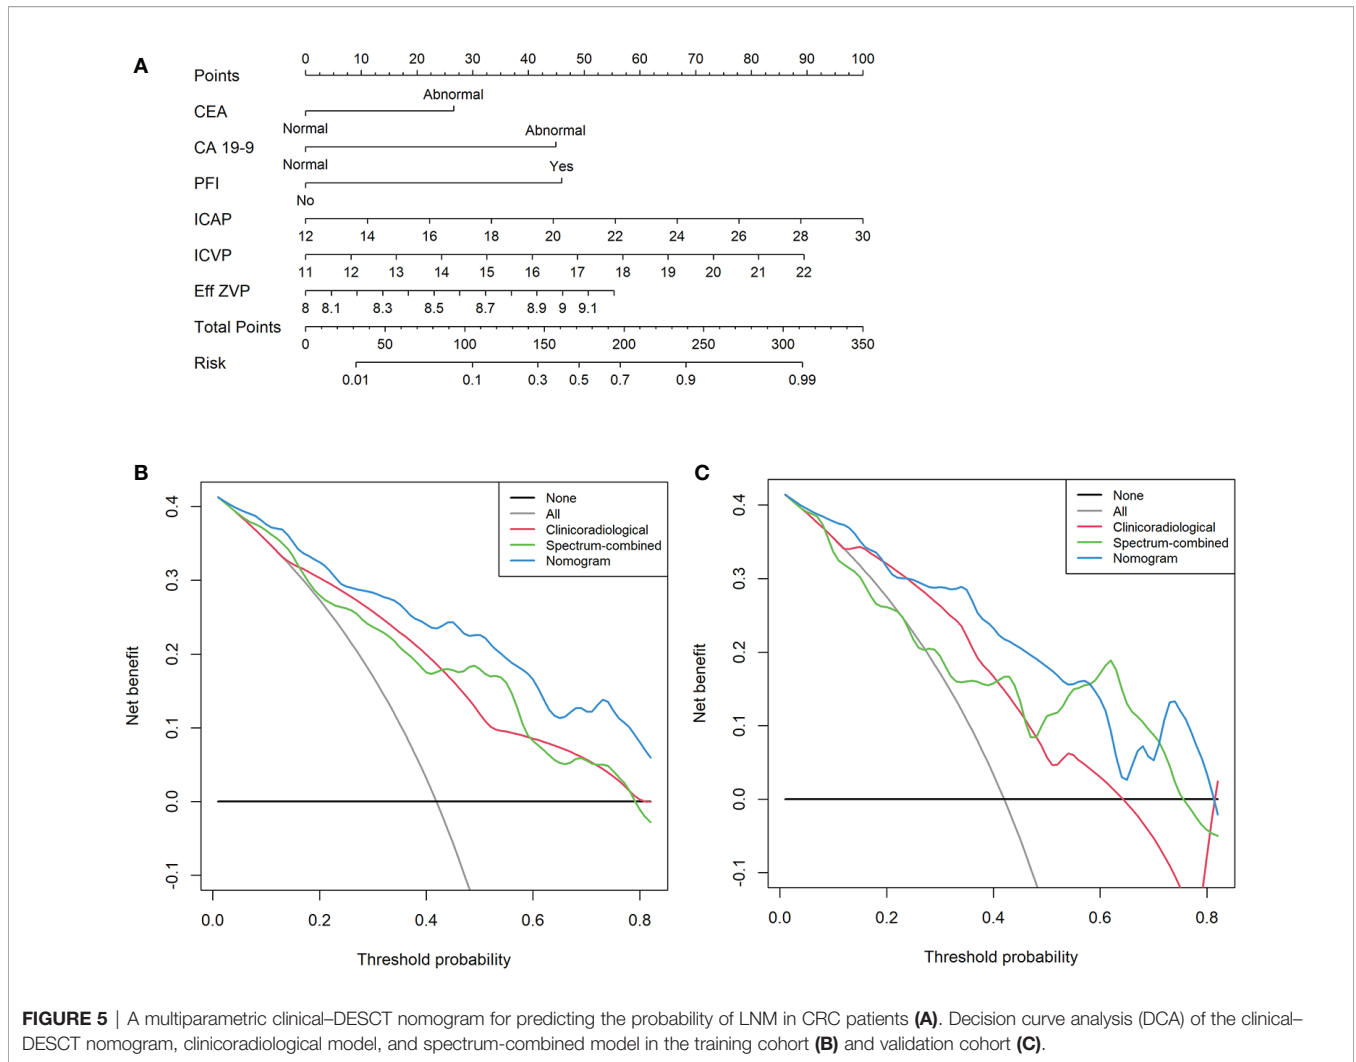 A
Points
0 10 20 30 40 50 60 70 80 90 100
CEA
Normal Abnormal
CA 19-9
Normal Abnormal
PFI
No Yes
ICAP
12 14 16 18 20 22 24 26 28 30
ICVP
11 12 13 14 15 16 17 18 19 20 21 22
Eff ZVP
8 8.1 8.3 8.5 8.7 8.9 9 9.1
Total Points
0 50 100 150 200 250 300 350
Risk
0.01 0.1 0.3 0.5 0.7 0.9 0.99
B
None
All
Clinicoradiological
Spectrum-combined
Nomogram
Net benefit
0.4
0.3
0.2
0.1
0.0
-0.1
0.0 0.2 0.4 0.6 0.8
Threshold probability
C
None
All
Clinicoradiological
Spectrum-combined
Nomogram
Net benefit
0.4
0.3
0.2
0.1
0.0
-0.1
0.0 0.2 0.4 0.6 0.8
Threshold probability
FIGURE 5 | A multiparametric clinical–DESCT nomogram for predicting the probability of LNM in CRC patients (A). Decision curve analysis (DCA) of the clinical–
DESCT nomogram, clinicoradiological model, and spectrum-combined model in the training cohort (B) and validation cohort (C).